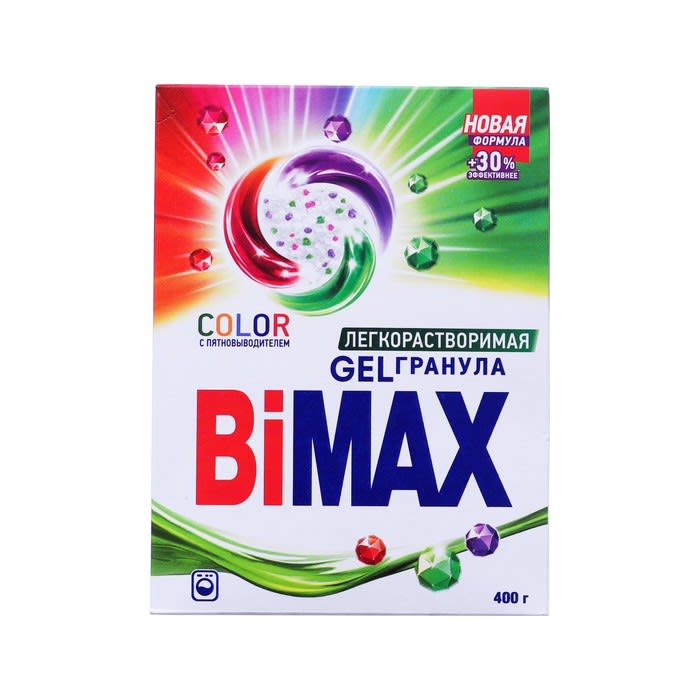 НОВАЯ
ФОРМУЛА
+30%
ЭФФЕКТИВНЕЕ
COLOR
С ПЯТНОВЫВОДИТЕЛЕМ
ЛЕГКОРАСТВОРИМАЯ
GEL ГРАНУЛА
BiMAX
400 г